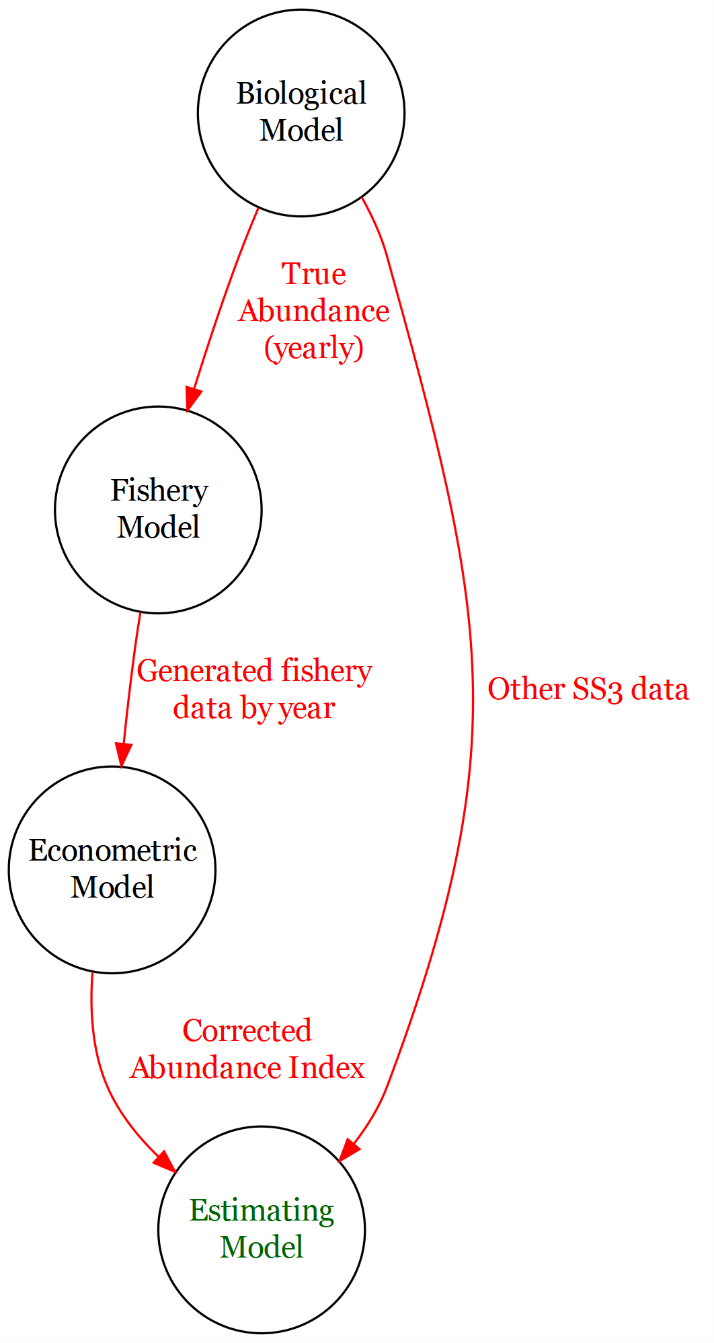 Biological
Model
True
Abundance
(yearly)
Fishery
Model
Generated fishery
data by year
Other SS3 data
Econometric
Model
Corrected
Abundance Index
Estimating
Model